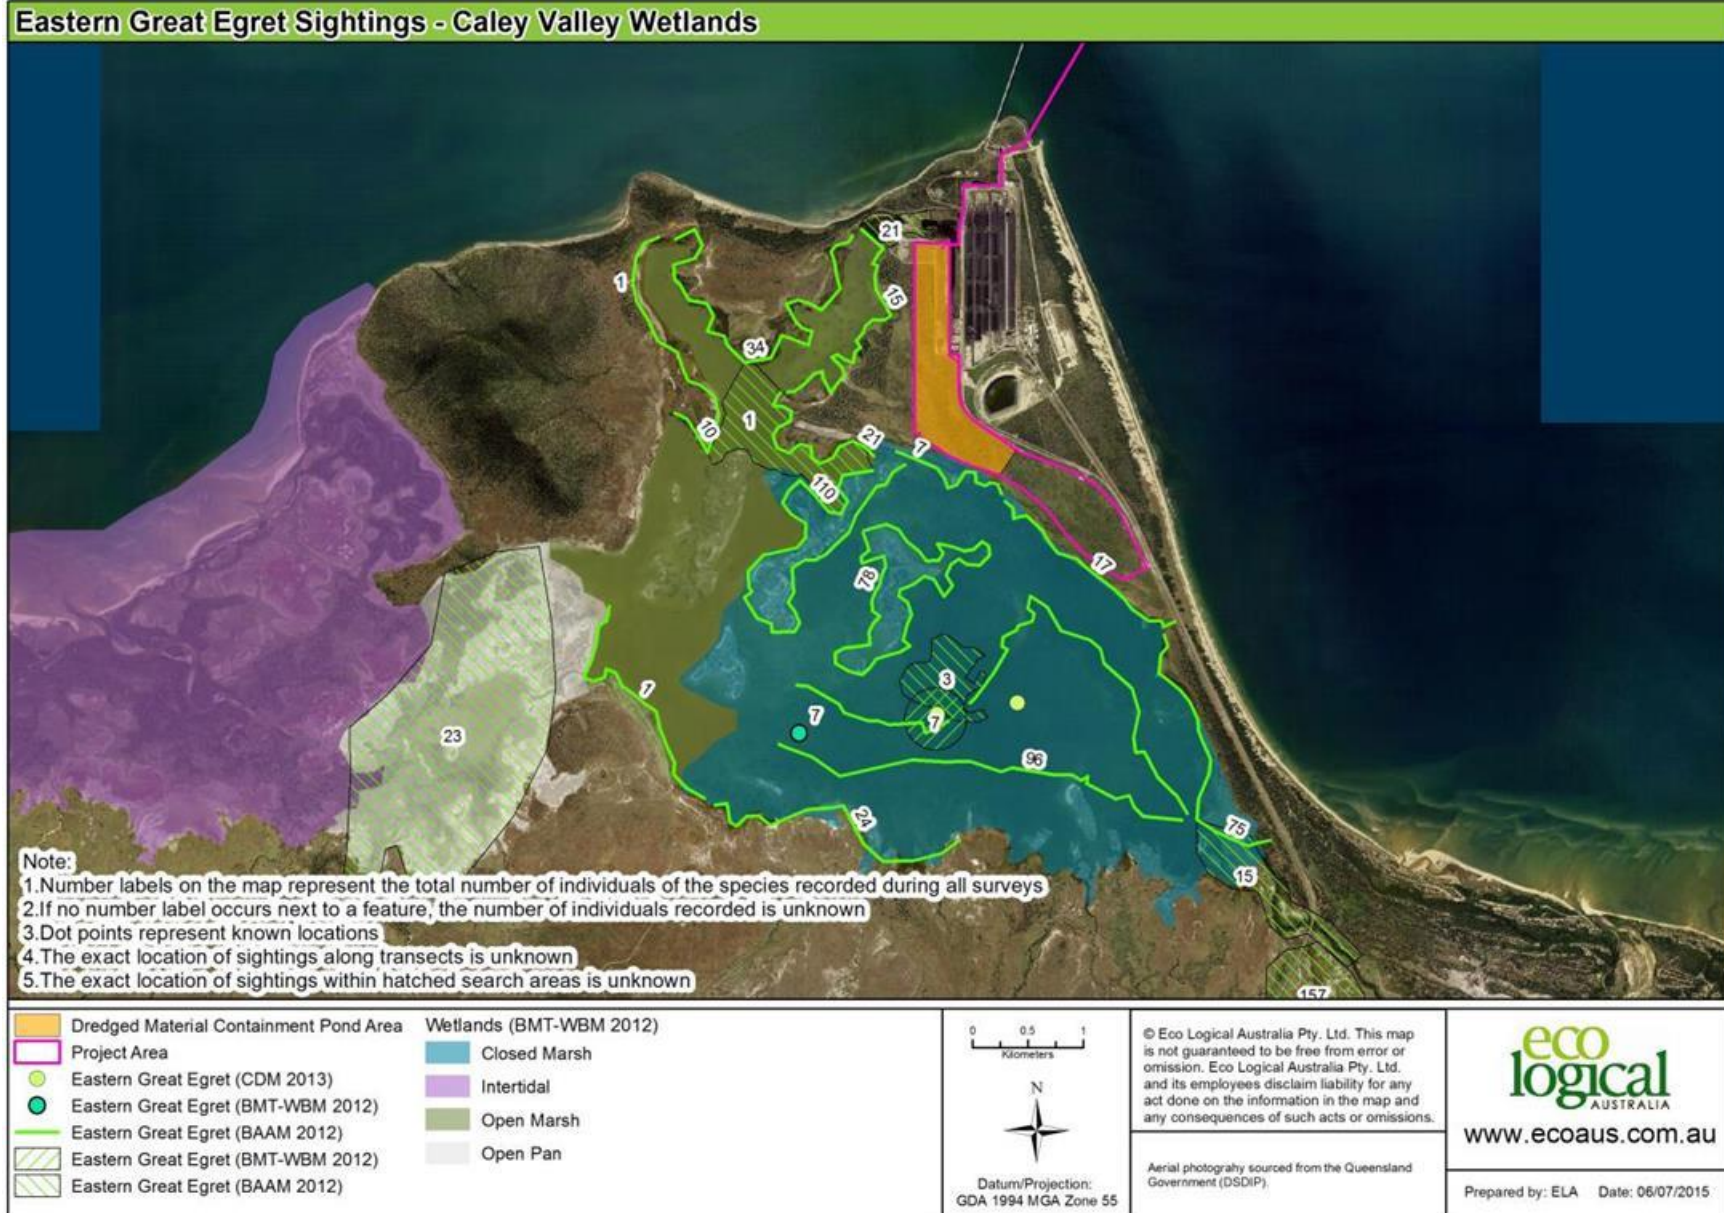 Eastern Great Egret Sightings - Caley Valley Wetlands
21
1
15
34
1
10
21
7
110
17
78
3
1
7
7
23
96
24
75
15
157
Note:
1.Number labels on the map represent the total number of individuals of the species recorded during all surveys
2.If no number label occurs next to a feature, the number of individuals recorded is unknown
3.Dot points represent known locations
4.The exact location of sightings along transects is unknown
5.The exact location of sightings within hatched search areas is unknown
Dredged Material Containment Pond Area
Project Area
Eastern Great Egret (CDM 2013)
Eastern Great Egret (BMT-WBM 2012)
Eastern Great Egret (BAAM 2012)
Eastern Great Egret (BMT-WBM 2012)
Eastern Great Egret (BAAM 2012)
Wetlands (BMT-WBM 2012)
Closed Marsh
Intertidal
Open Marsh
Open Pan
0 0.5 1
Kilometers
N
Datum/Projection:
GDA 1994 MGA Zone 55
© Eco Logical Australia Pty. Ltd. This map
is not guaranteed to be free from error or
omission. Eco Logical Australia Pty. Ltd.
and its employees disclaim liability for any
act done on the information in the map and
any consequences of such acts or omissions.
Aerial photograhy sourced from the Queensland
Government (DSDIP).
eco
logical
AUSTRALIA
www.ecoaus.com.au
Prepared by: ELA Date: 06/07/2015